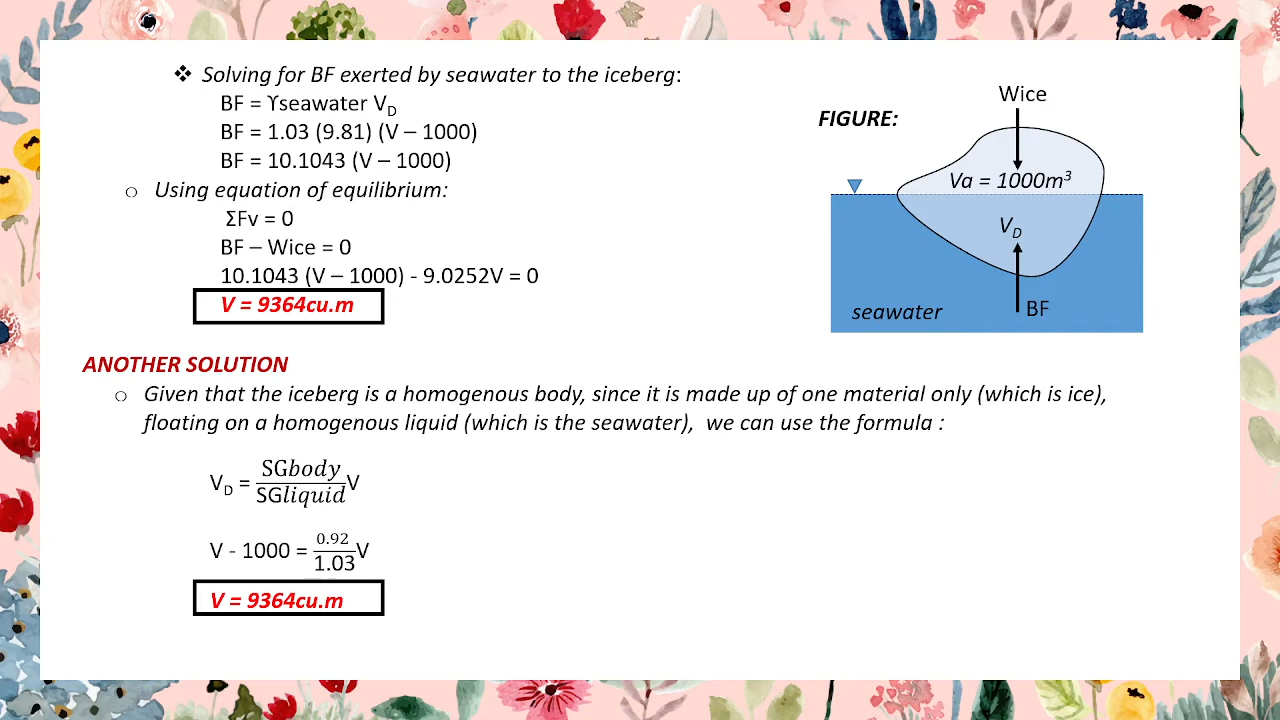 ❖ Solving for BF exerted by seawater to the iceberg:
BF = ϒseawater V_D
BF = 1.03 (9.81) (V – 1000)
BF = 10.1043 (V – 1000)
o Using equation of equilibrium:
ΣFv = 0
BF – Wice = 0
10.1043 (V – 1000) - 9.0252V = 0
V = 9364cu.m
FIGURE:
Wice
Va = 1000m³
V_D
BF
seawater
ANOTHER SOLUTION
o Given that the iceberg is a homogenous body, since it is made up of one material only (which is ice),
floating on a homogenous liquid (which is the seawater), we can use the formula :
V_D = SGbody/SGliquid V
V - 1000 = 0.92/1.03 V
V = 9364cu.m